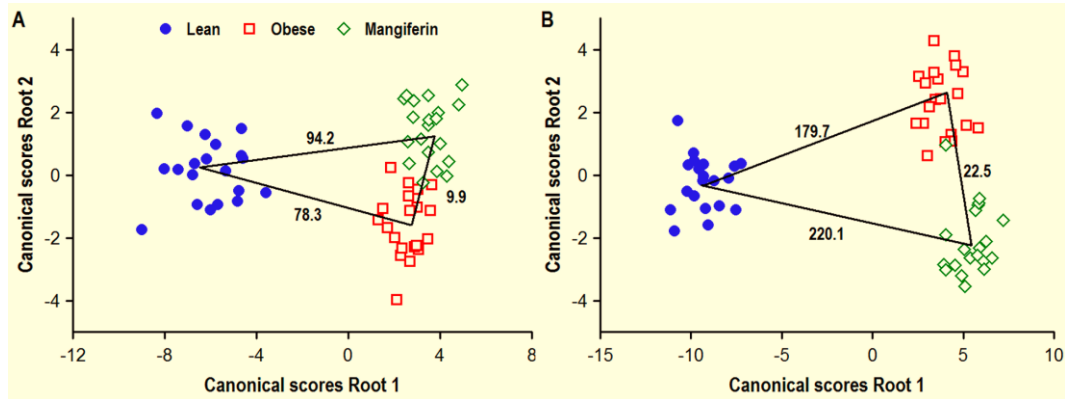 A
Lean Obese Mangiferin
Canonical scores Root 2
4
2
0
-2
-4
94.2
78.3
9.9
-12 -8 -4 0 4 8
Canonical scores Root 1
B
Canonical scores Root 2
4
2
0
-2
-4
179.7
22.5
220.1
-15 -10 -5 0 5 10
Canonical scores Root 1